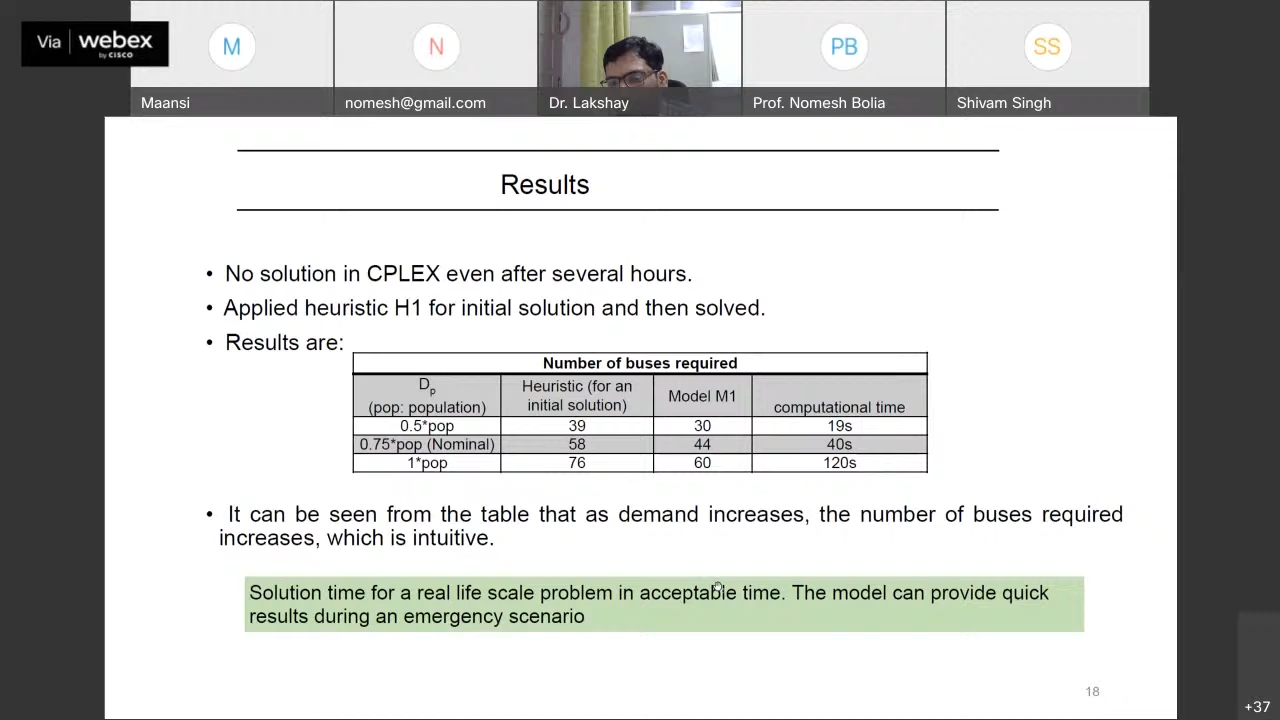 Via webex
by CISCO
M
N
PB
SS
Maansi
nomesh@gmail.com
Dr. Lakshay
Prof. Nomesh Bolia
Shivam Singh
Results
• No solution in CPLEX even after several hours.
• Applied heuristic H1 for initial solution and then solved.
• Results are:
Number of buses required
Dp
(pop: population)
Heuristic (for an
initial solution)
Model M1
computational time
0.5*pop 39 30 19s
0.75*pop (Nominal) 58 44 40s
1*pop 76 60 120s
• It can be seen from the table that as demand increases, the number of buses required
increases, which is intuitive.
Solution time for a real life scale problem in acceptable time. The model can provide quick
results during an emergency scenario
18
+37